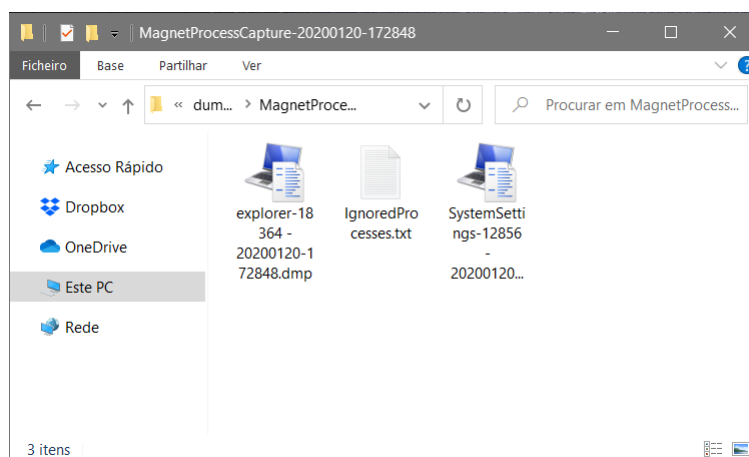 MagnetProcessCapture-20200120-172848
Ficheiro Base Partilhar Ver
« dum... > MagnetProce...
Procurar em MagnetProcess...
Acesso Rápido
Dropbox
OneDrive
Este PC
Rede
explorer-18
364 -
20200120-1
72848.dmp
IgnoredPro
cesses.txt
SystemSetti
ngs-12856
-
20200120...
3 itens